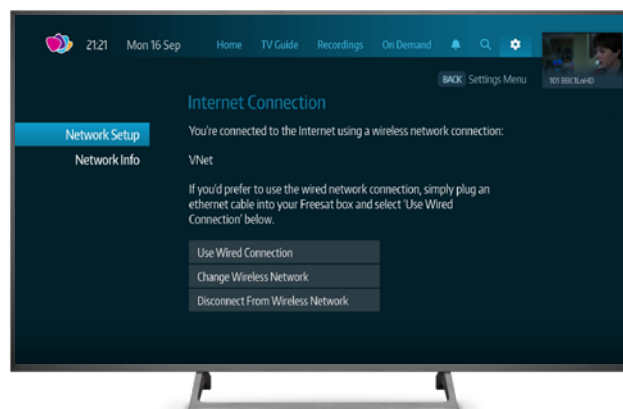 21:21 Mon 16 Sep Home TV Guide Recordings On Demand
BACK Settings Menu
101 BBC1LnHD
Internet Connection
Network Setup
Network Info
You're connected to the Internet using a wireless network connection:
VNet
If you'd prefer to use the wired network connection, simply plug an
ethernet cable into your Freesat box and select 'Use Wired
Connection' below.
Use Wired Connection
Change Wireless Network
Disconnect From Wireless Network